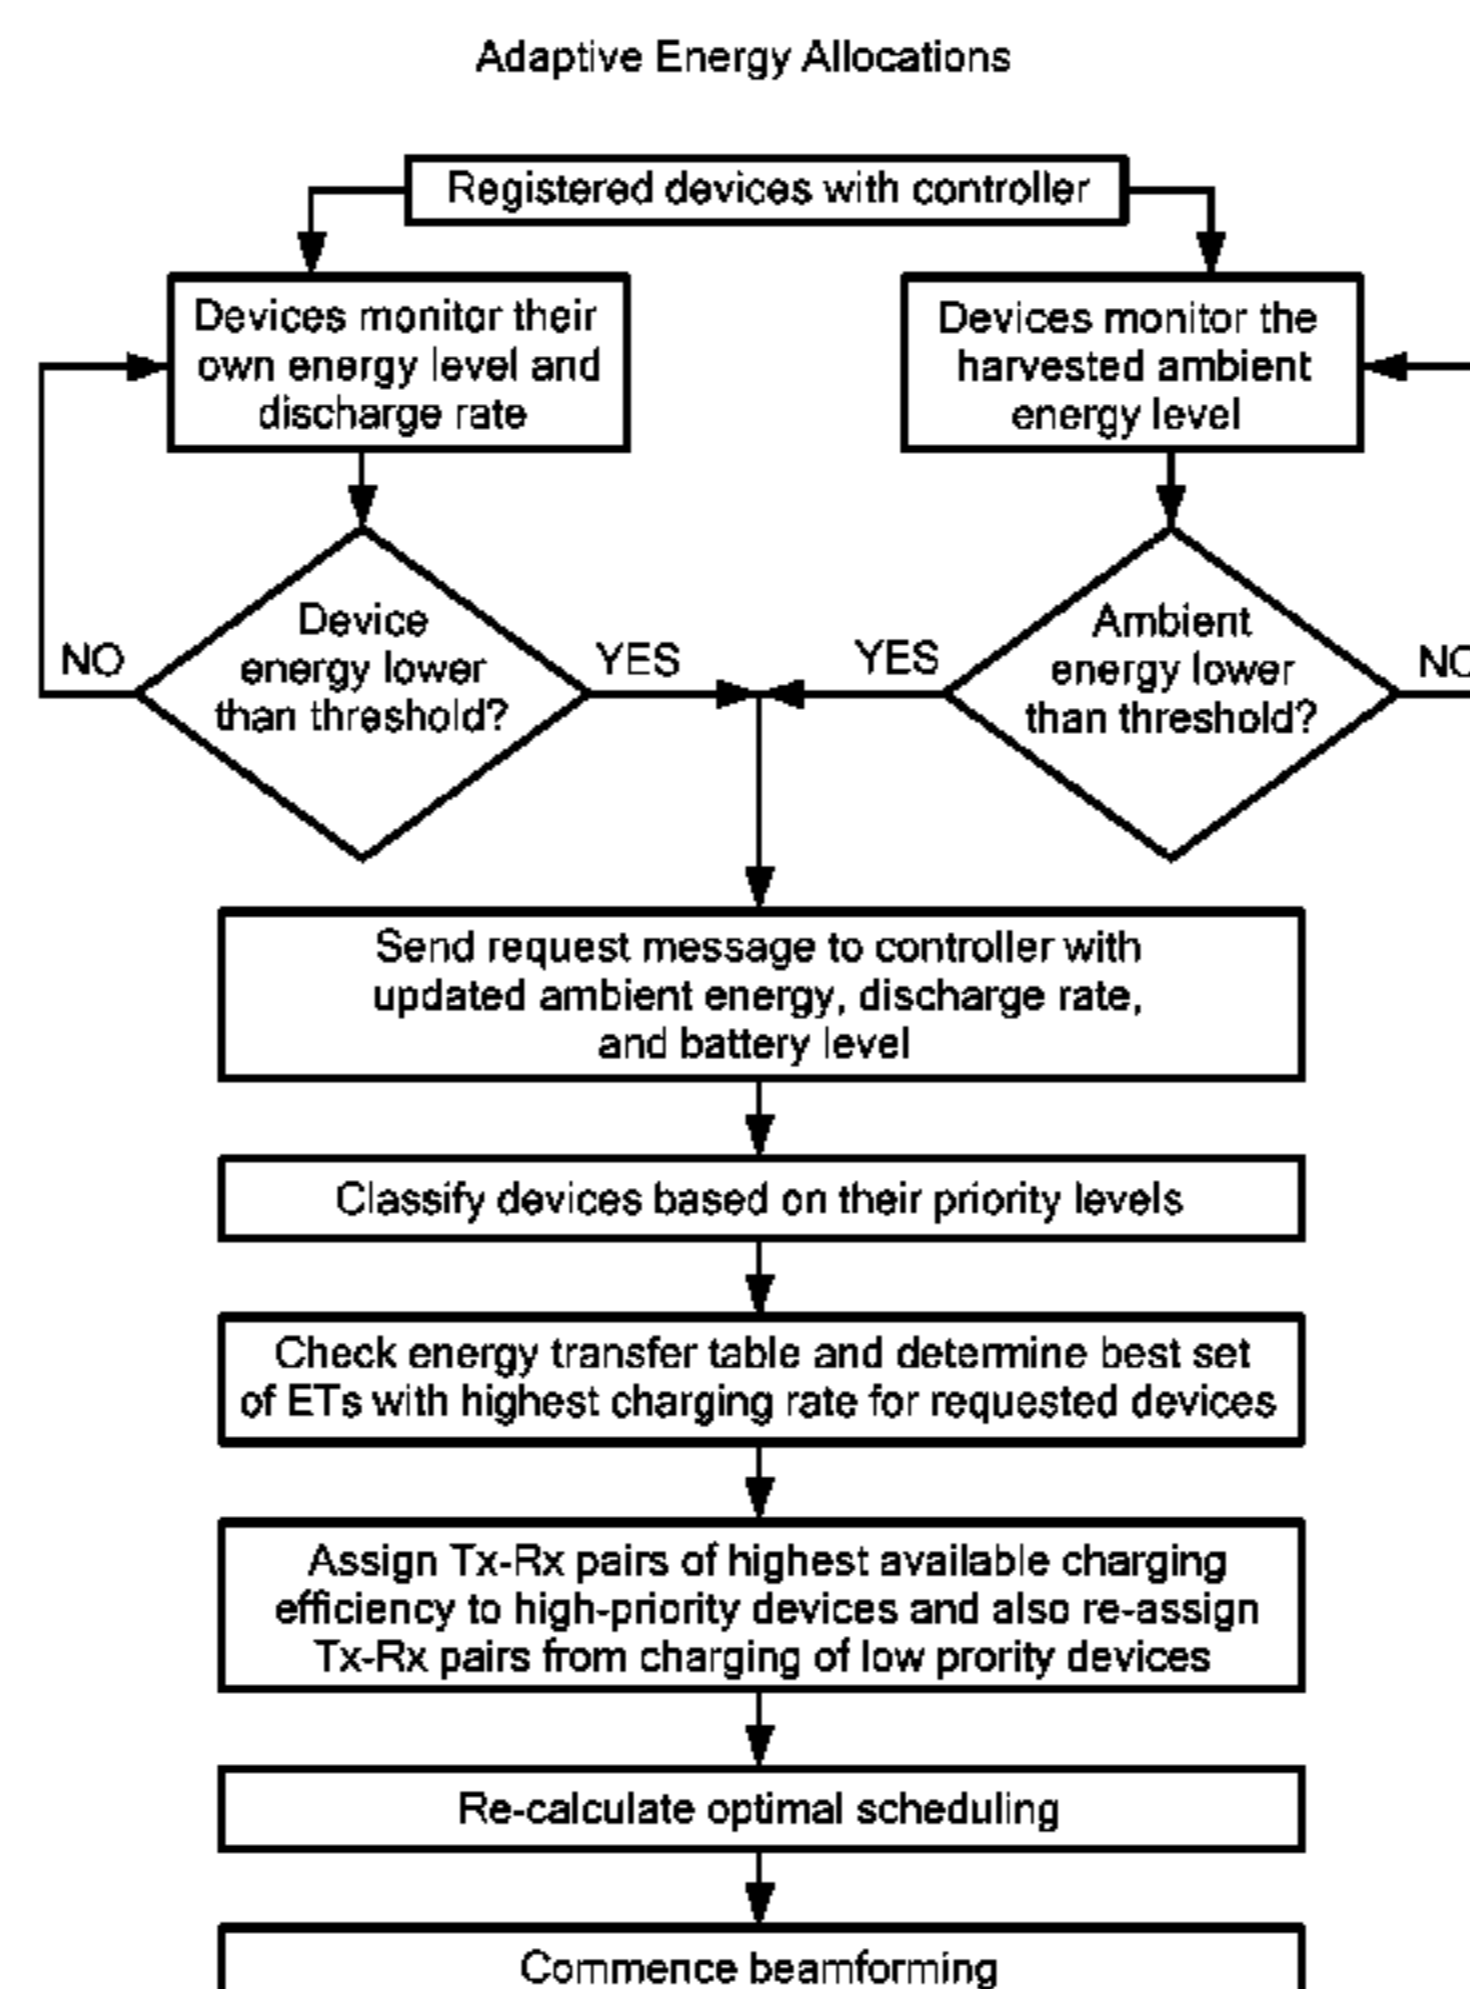 Adaptive Energy Allocations
Registered devices with controller
Devices monitor their
own energy level and
discharge rate
Devices monitor the
harvested ambient
energy level
Device
energy lower
than threshold?
NO
YES
Ambient
energy lower
than threshold?
YES
NO
Send request message to controller with
updated ambient energy, discharge rate,
and battery level
Classify devices based on their priority levels
Check energy transfer table and determine best set
of ETs with highest charging rate for requested devices
Assign Tx-Rx pairs of highest available charging
efficiency to high-priority devices and also re-assign
Tx-Rx pairs from charging of low prority devices
Re-calculate optimal scheduling
Commence beamforming